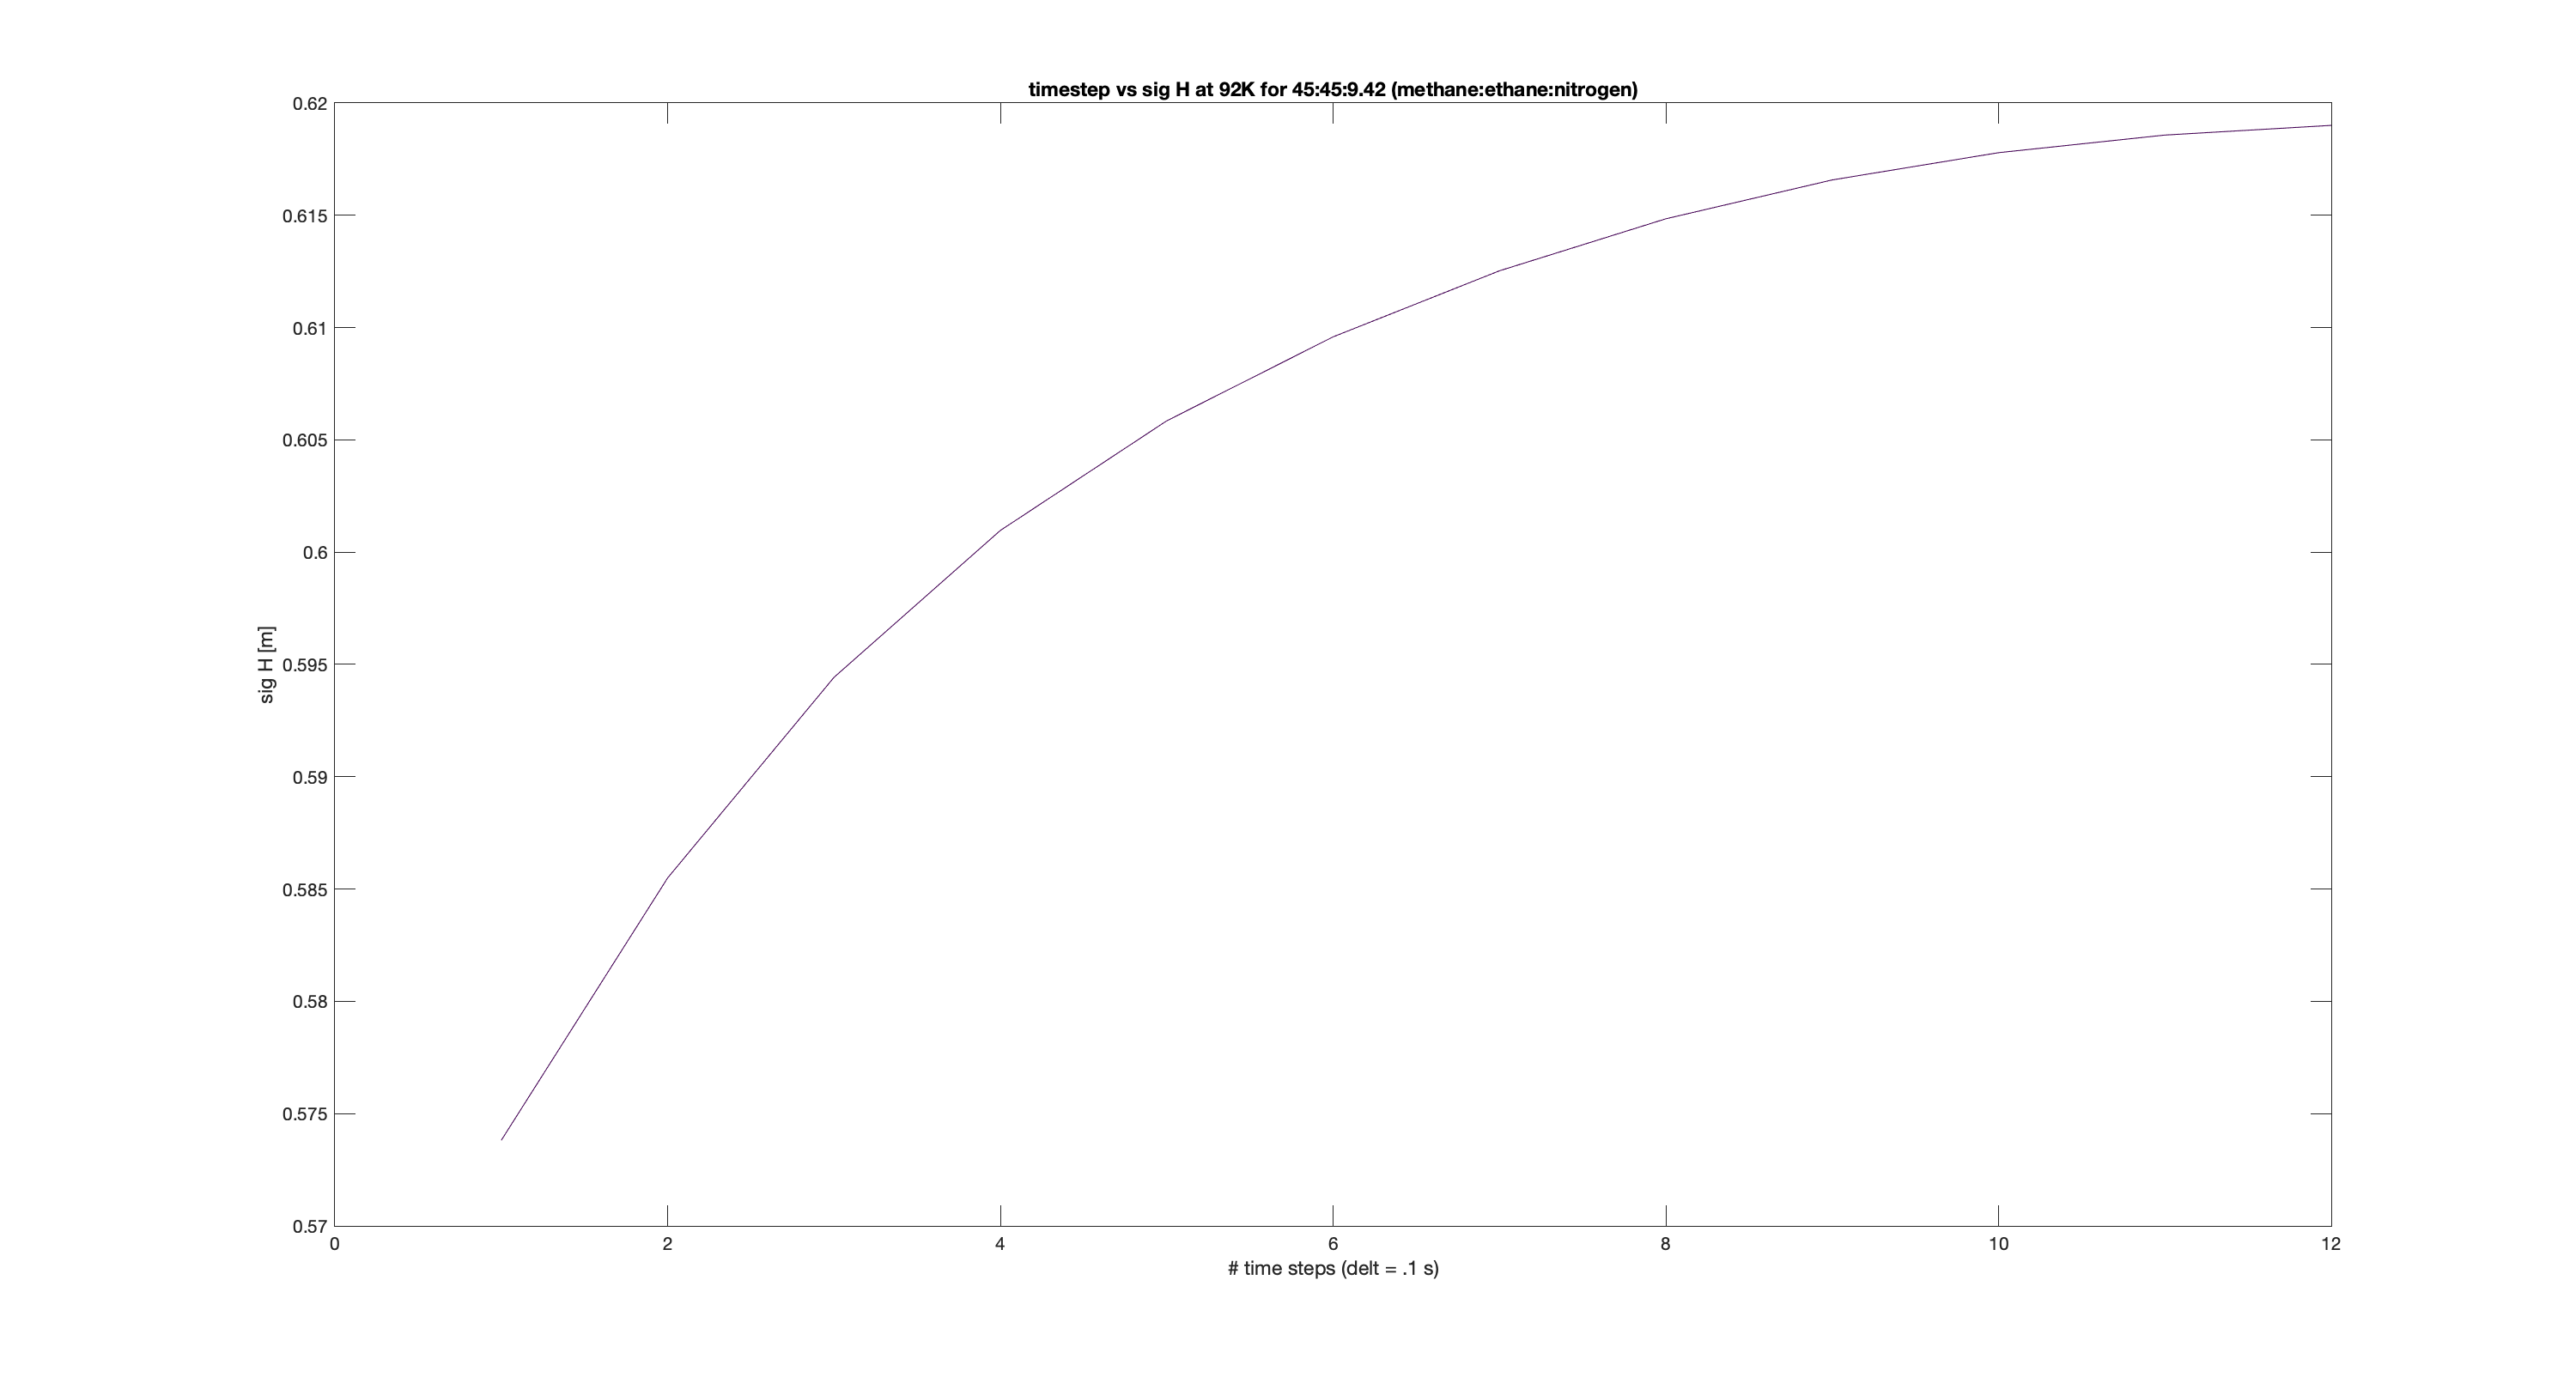 timestep vs sig H at 92K for 45:45:9.42 (methane:ethane:nitrogen)
0.62
0.615
0.61
0.605
0.6
0.595
0.59
0.585
0.58
0.575
0.57
sig H [m]
0 2 4 6 8 10 12
# time steps (delt = .1 s)